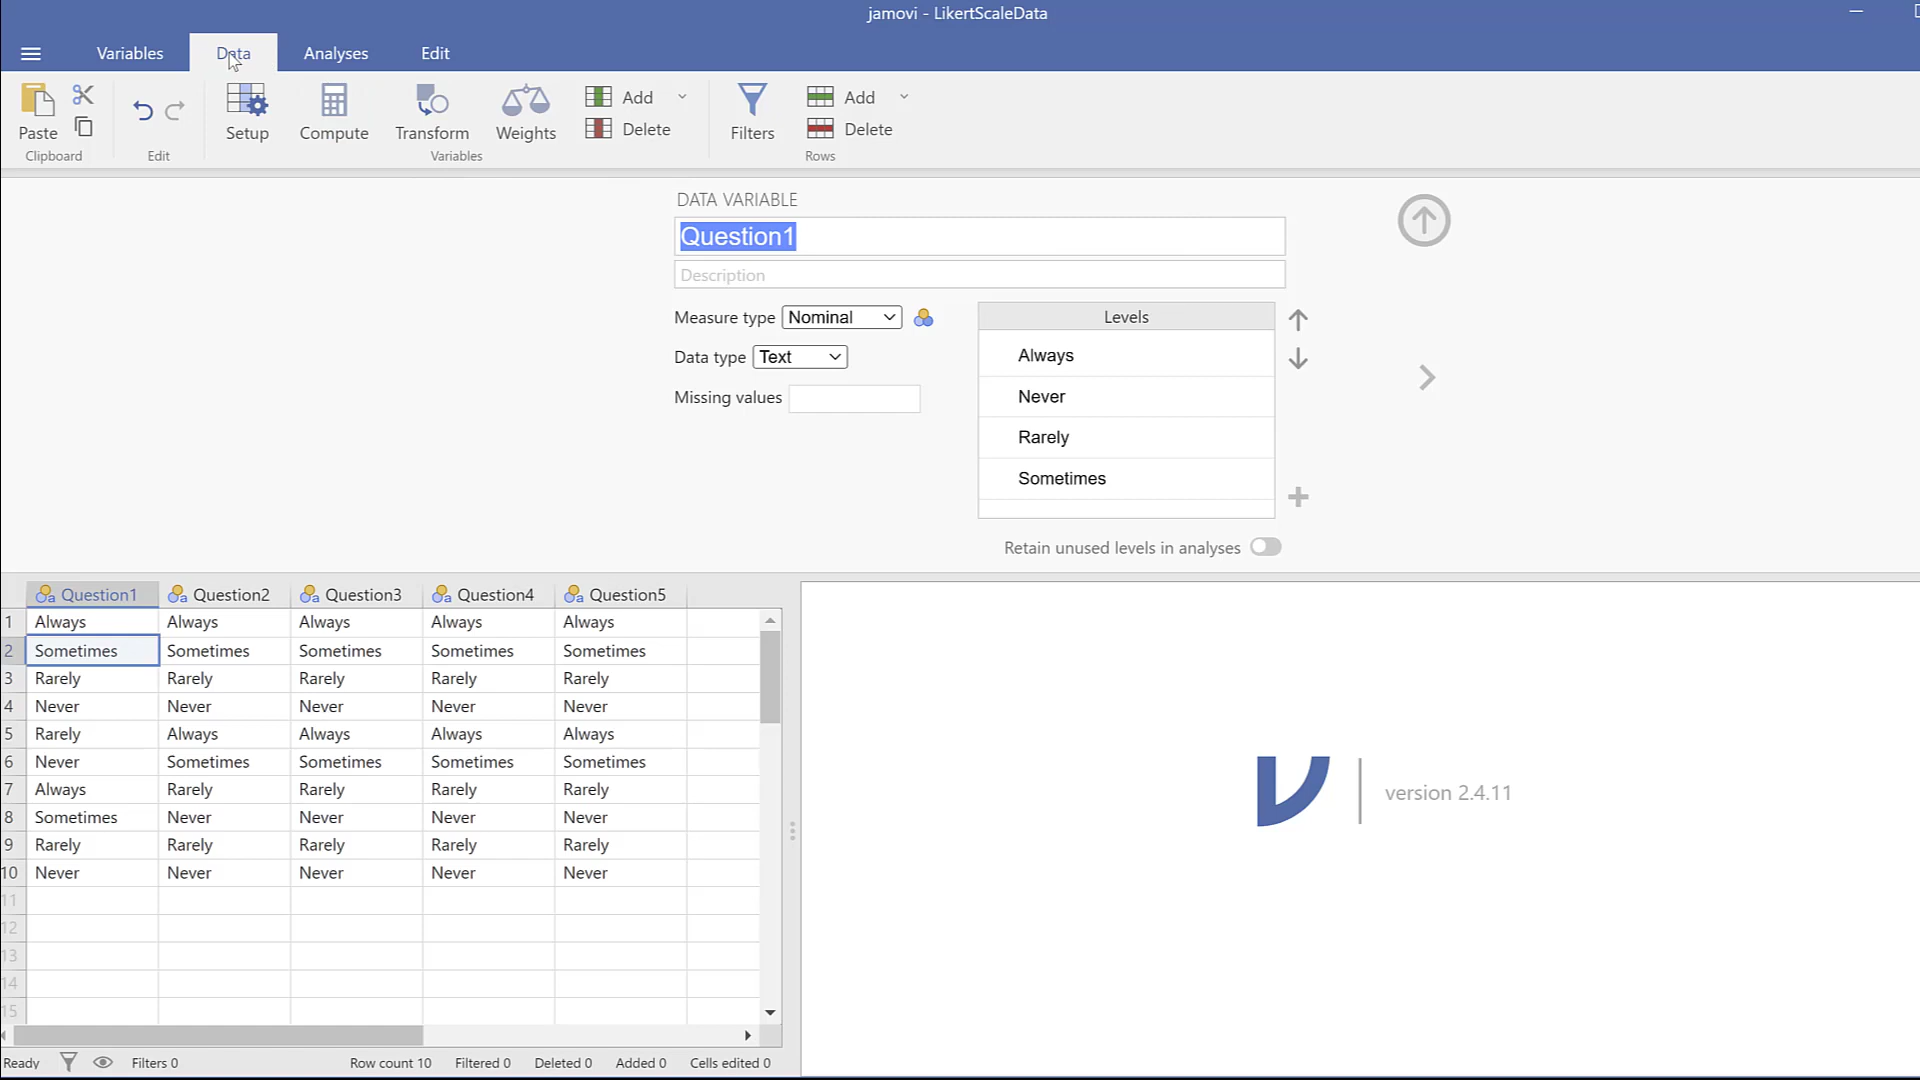 jamovi - LikertScaleData
Variables Data Analyses Edit
Paste Setup Compute Transform Weights Add Delete Filters Add Delete
Clipboard Edit Variables Rows
DATA VARIABLE
Question1
Description
Measure type Nominal
Data type Text
Missing values
Levels
Always
Never
Rarely
Sometimes
Retain unused levels in analyses
Question1 Question2 Question3 Question4 Question5
1 Always Always Always Always Always
2 Sometimes Sometimes Sometimes Sometimes Sometimes
3 Rarely Rarely Rarely Rarely Rarely
4 Never Never Never Never Never
5 Rarely Always Always Always Always
6 Never Sometimes Sometimes Sometimes Sometimes
7 Always Rarely Rarely Rarely Rarely
8 Sometimes Never Never Never Never
9 Rarely Rarely Rarely Rarely Rarely
10 Never Never Never Never Never
11
12
13
14
15
version 2.4.11
Ready Filters 0 Row count 10 Filtered 0 Deleted 0 Added 0 Cells edited 0